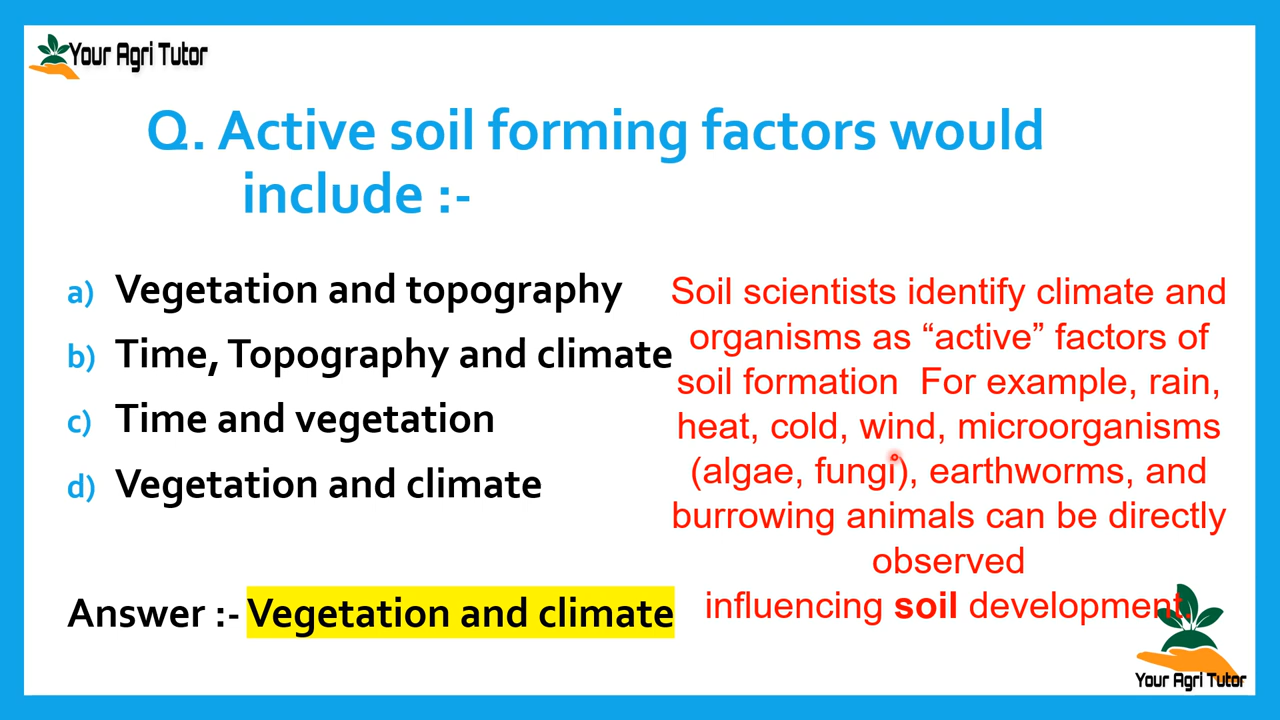 Your Agri Tutor
Q. Active soil forming factors would
include :-
a) Vegetation and topography
b) Time, Topography and climate
c) Time and vegetation
d) Vegetation and climate
Answer :- Vegetation and climate
Soil scientists identify climate and
organisms as “active” factors of
soil formation  For example, rain,
heat, cold, wind, microorganisms
(algae, fungi), earthworms, and
burrowing animals can be directly
observed
influencing soil development.
Your Agri Tutor